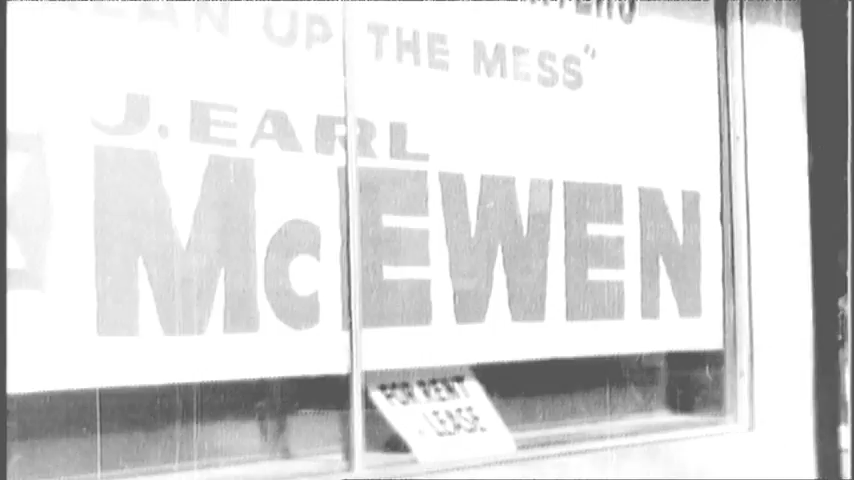 UP THE MESS"
J. EARL
McEWEN
FOR RENT
LEASE